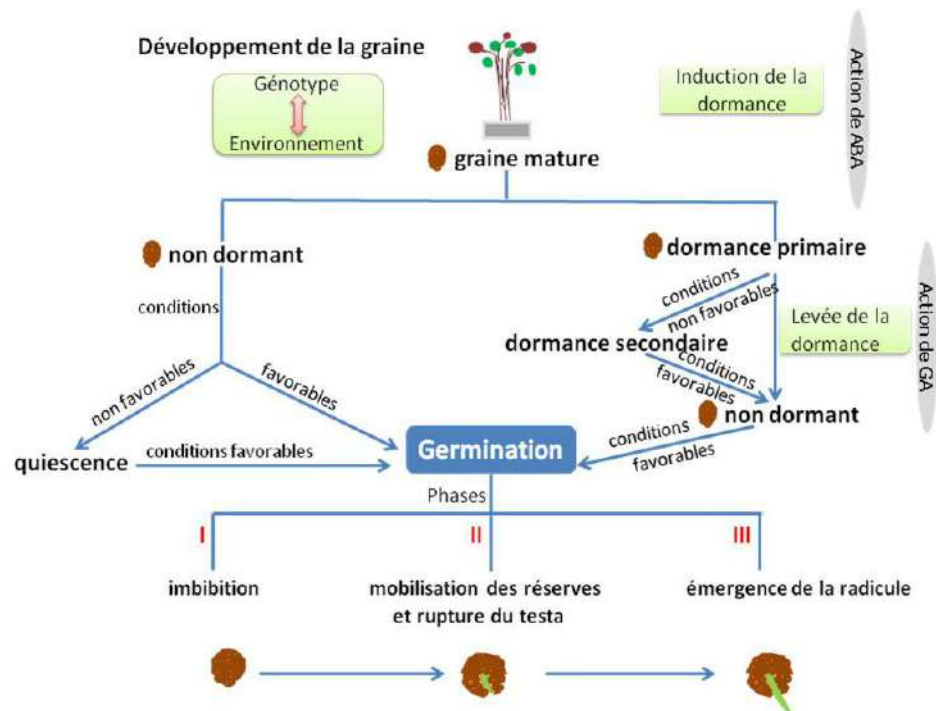 Développement de la graine
Génotype
Environnement
Induction de la
dormance
Action de ABA
graine mature
non dormant
dormance primaire
conditions
conditions
non favorables
Levée de la
dormance
Action de GA
dormance secondaire
non favorables
favorables
conditions
favorables
non dormant
quiescence
conditions favorables
Germination
conditions
favorables
Phases
I
II
III
imbibition
mobilisation des réserves
et rupture du testa
émergence de la radicule